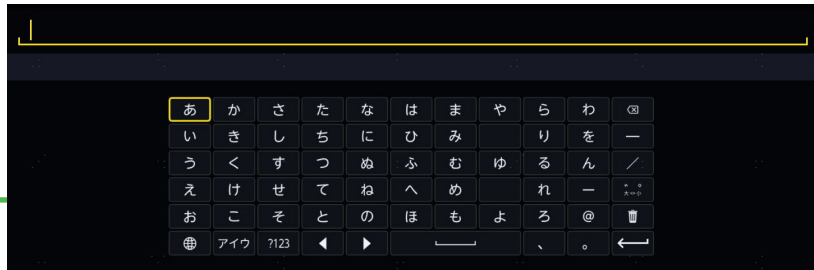 あ か さ た な は ま や ら わ
い き し ち に ひ み り を ー
う く す つ ぬ ふ む ゆ る ん ／
え け せ て ね へ め れ ー ゛ ゜ 大⇔小
お こ そ と の ほ も よ ろ @
アイウ ?123 ◀ ▶ 、 。